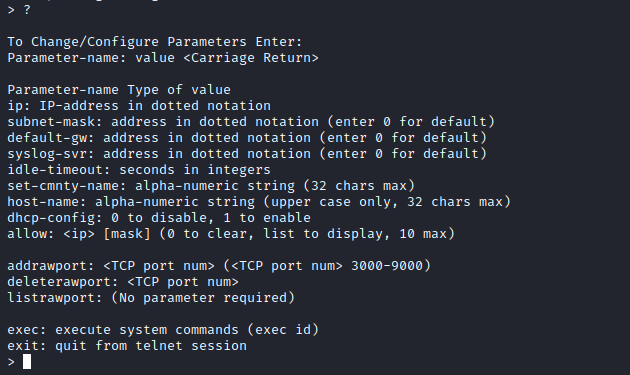 > ?
To Change/Configure Parameters Enter:
Parameter-name: value <Carriage Return>
Parameter-name Type of value
ip: IP-address in dotted notation
subnet-mask: address in dotted notation (enter 0 for default)
default-gw: address in dotted notation (enter 0 for default)
syslog-svr: address in dotted notation (enter 0 for default)
idle-timeout: seconds in integers
set-cmnty-name: alpha-numeric string (32 chars max)
host-name: alpha-numeric string (upper case only, 32 chars max)
dhcp-config: 0 to disable, 1 to enable
allow: <ip> [mask] (0 to clear, list to display, 10 max)
addrawport: <TCP port num> (<TCP port num> 3000-9000)
deleterawport: <TCP port num>
listrawport: (No parameter required)
exec: execute system commands (exec id)
exit: quit from telnet session
>